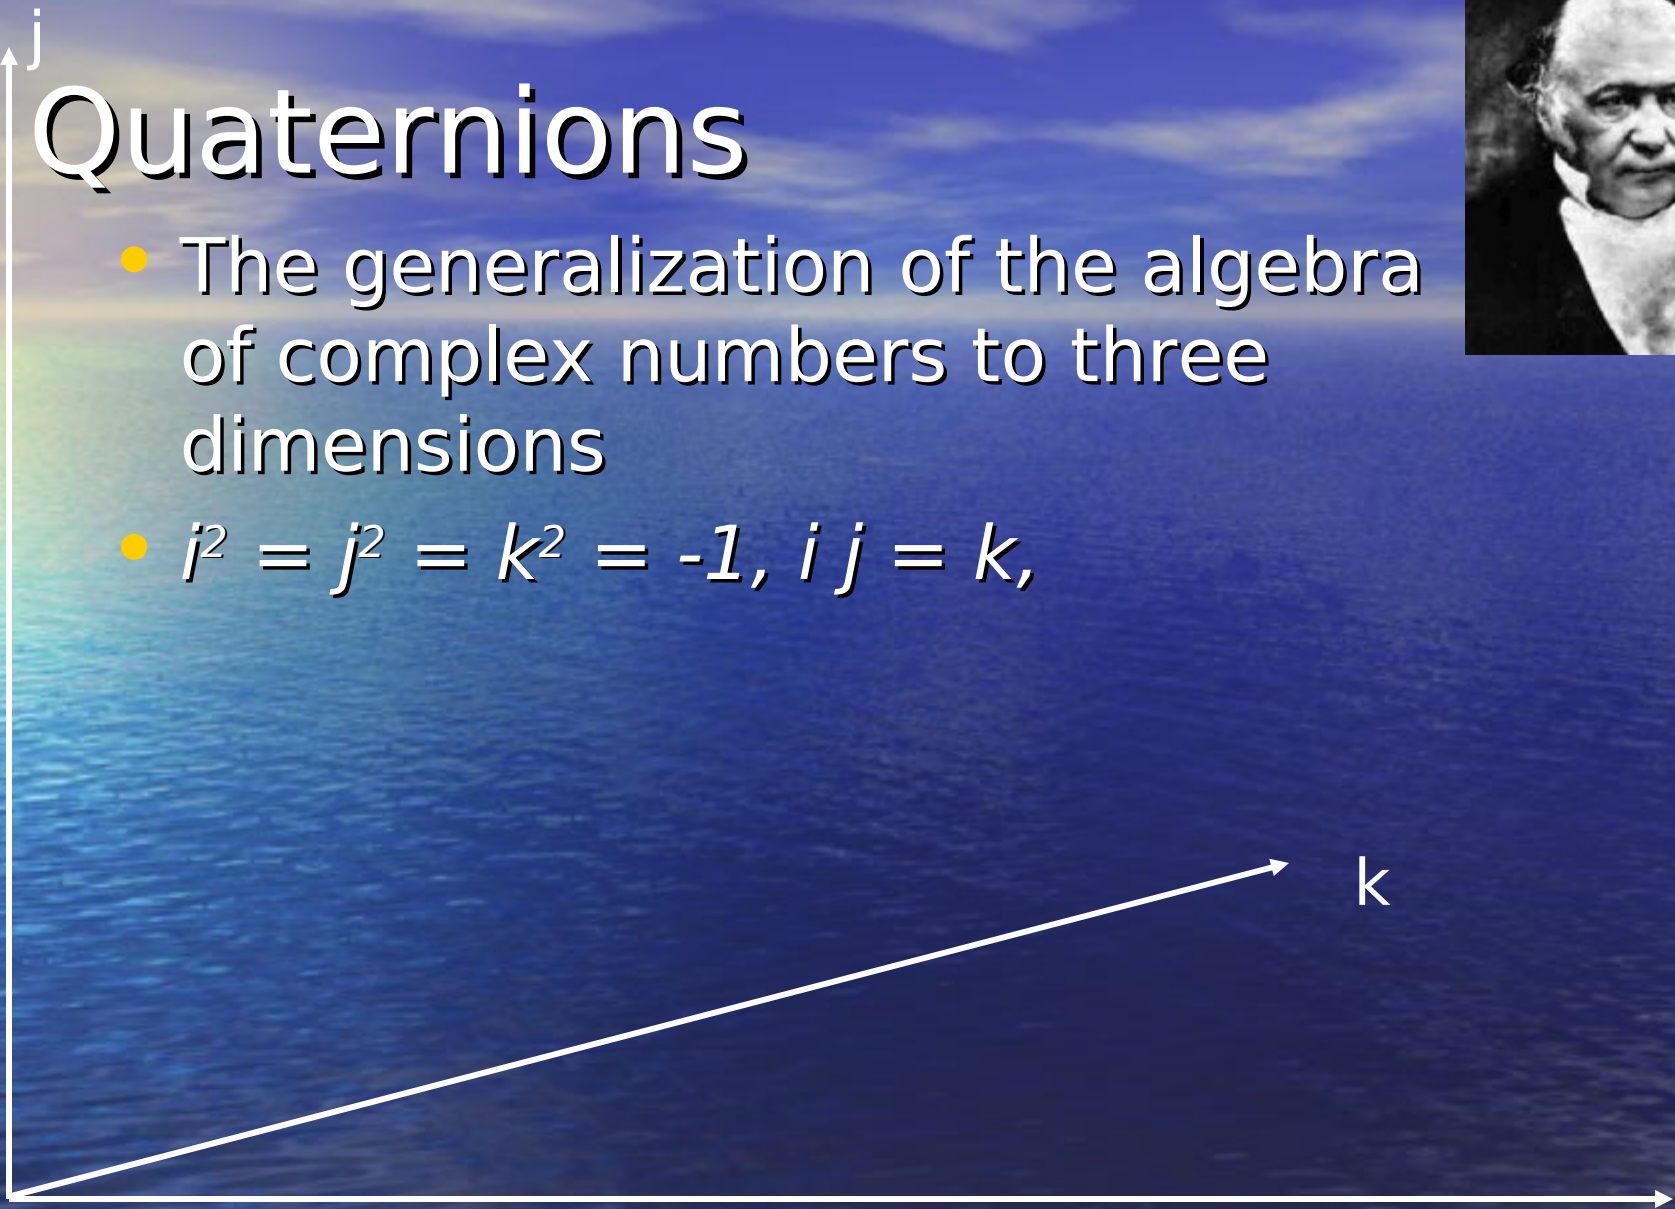 j
Quaternions
• The generalization of the algebra
of complex numbers to three
dimensions
• i² = j² = k² = -1, i j = k,
k